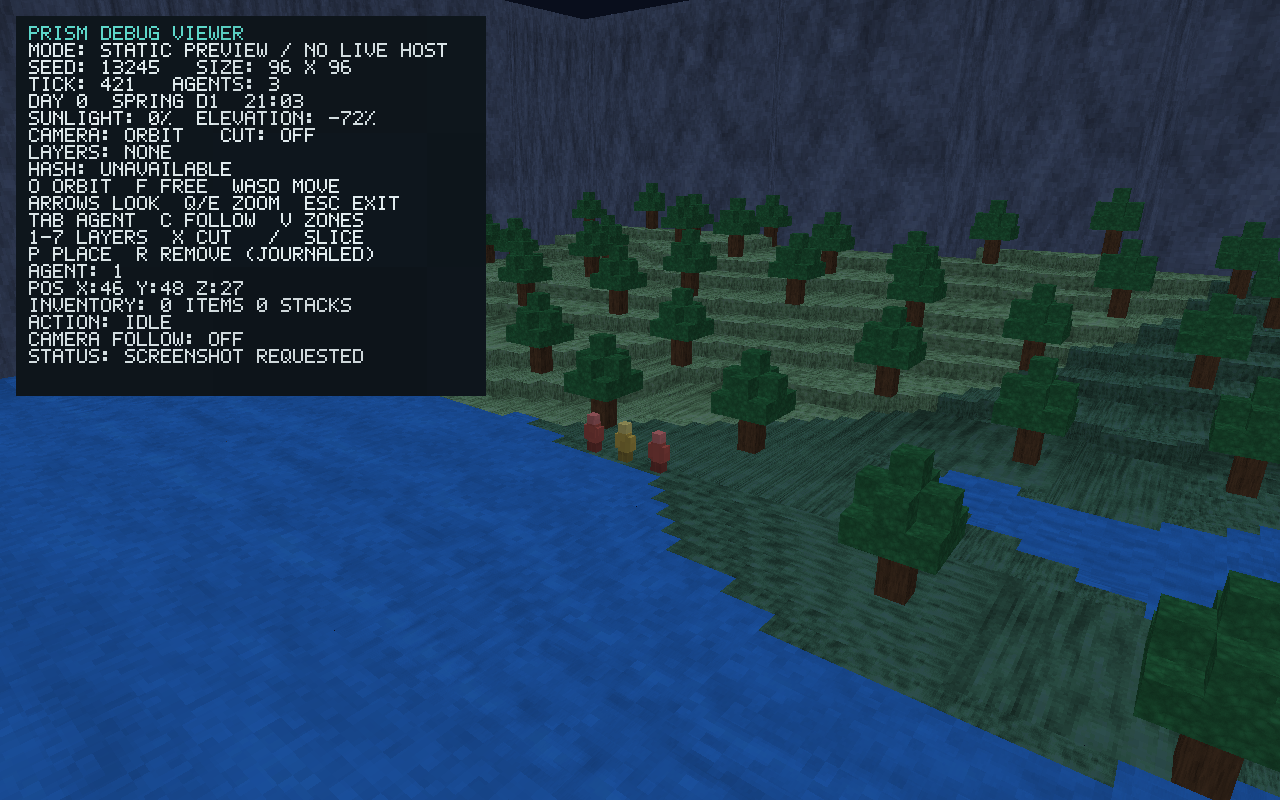 PRISM DEBUG VIEWER
MODE: STATIC PREVIEW / NO LIVE HOST
SEED: 13245 SIZE: 96 X 96
TICK: 421 AGENTS: 3
DAY 0 SPRING D1 21:03
SUNLIGHT: 0% ELEVATION: -72%
CAMERA: ORBIT CUT: OFF
LAYERS: NONE
HASH: UNAVAILABLE
O ORBIT F FREE WASD MOVE
ARROWS LOOK Q/E ZOOM ESC EXIT
TAB AGENT C FOLLOW V ZONES
1-7 LAYERS X CUT / SLICE
P PLACE R REMOVE (JOURNALED)
AGENT: 1
POS X:46 Y:48 Z:27
INVENTORY: 0 ITEMS 0 STACKS
ACTION: IDLE
CAMERA FOLLOW: OFF
STATUS: SCREENSHOT REQUESTED